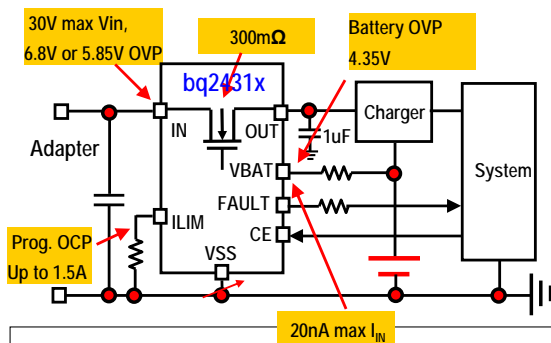 30V max Vin,
6.8V or 5.85V OVP
300mΩ
Battery OVP
4.35V
bq2431x
IN
OUT
1uF
Charger
System
Adapter
VBAT
FAULT
ILIM
CE
Prog. OCP
Up to 1.5A
VSS
20nA max I_IN